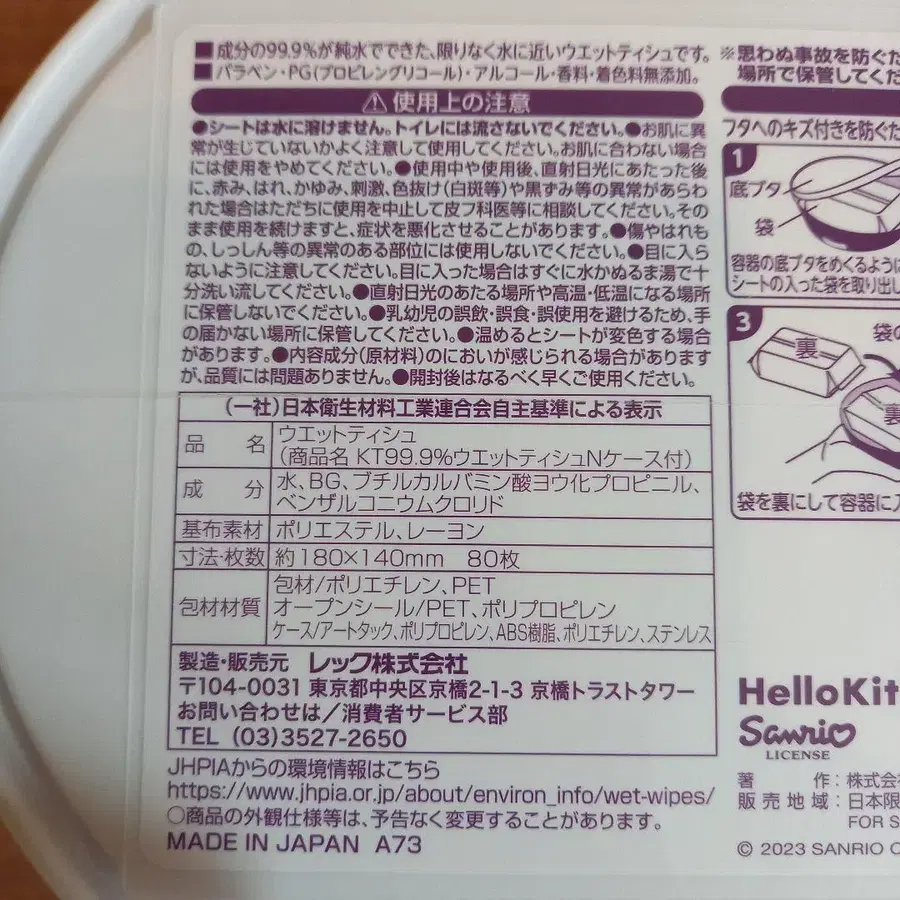 ■成分の99.9%が純水でできた、限りなく水に近いウエットティシュです。
■パラベン・PG(プロピレングリコール)・アルコール・香料・着色料無添加。
⚠使用上の注意
●シートは水に溶けません。トイレには流さないでください。●お肌に異
常が生じていないかよく注意して使用してください。お肌に合わない場合
には使用をやめてください。●使用中や使用後、直射日光にあたった後
に、赤み、はれ、かゆみ、刺激、色抜け(白斑等)や黒ずみ等の異常があらわ
れた場合はただちに使用を中止して皮フ科医等に相談してください。その
まま使用を続けますと、症状を悪化させることがあります。●傷やはれも
の、しっしん等の異常のある部位には使用しないでください。●目に入ら
ないように注意してください。目に入った場合はすぐに水かぬるま湯で十
分洗い流してください。●直射日光のあたる場所や高温・低温になる場所
に保管しないでください。●乳幼児の誤飲・誤食・誤使用を避けるため、手
の届かない場所に保管してください。●温めるとシートが変色する場合
があります。●内容成分(原材料)のにおいが感じられる場合があります
が、品質には問題ありません。●開封後はなるべく早くご使用ください。
(一社)日本衛生材料工業連合会自主基準による表示
品 名 ウエットティシュ
(商品名 KT99.9%ウエットティシュNケース付)
成 分 水、BG、ブチルカルバミン酸ヨウ化プロピニル、
ベンザルコニウムクロリド
基布素材 ポリエステル、レーヨン
寸法・枚数 約180×140mm 80枚
包材材質 包材/ポリエチレン、PET
オープンシール/PET、ポリプロピレン
ケース/アートタック、ポリプロピレン、ABS樹脂、ポリエチレン、ステンレス
製造・販売元 レック株式会社
〒104-0031 東京都中央区京橋2-1-3 京橋トラストタワー
お問い合わせは/消費者サービス部
TEL (03)3527-2650
JHPIAからの環境情報はこちら
https://www.jhpia.or.jp/about/environ_info/wet-wipes/
○商品の外観仕様等は、予告なく変更することがあります。
MADE IN JAPAN A73
※思わぬ事故を防ぐた
場所で保管してくだ
フタへのキズ付きを防ぐた
1
底ブタ
袋
容器の底ブタをめくるように
シートの入った袋を取り出し
3
裏
袋の
裏
袋を裏にして容器に入
HelloKit
Sanrio
LICENSE
著 作:株式会
販売地域:日本限
FOR S
© 2023 SANRIO C